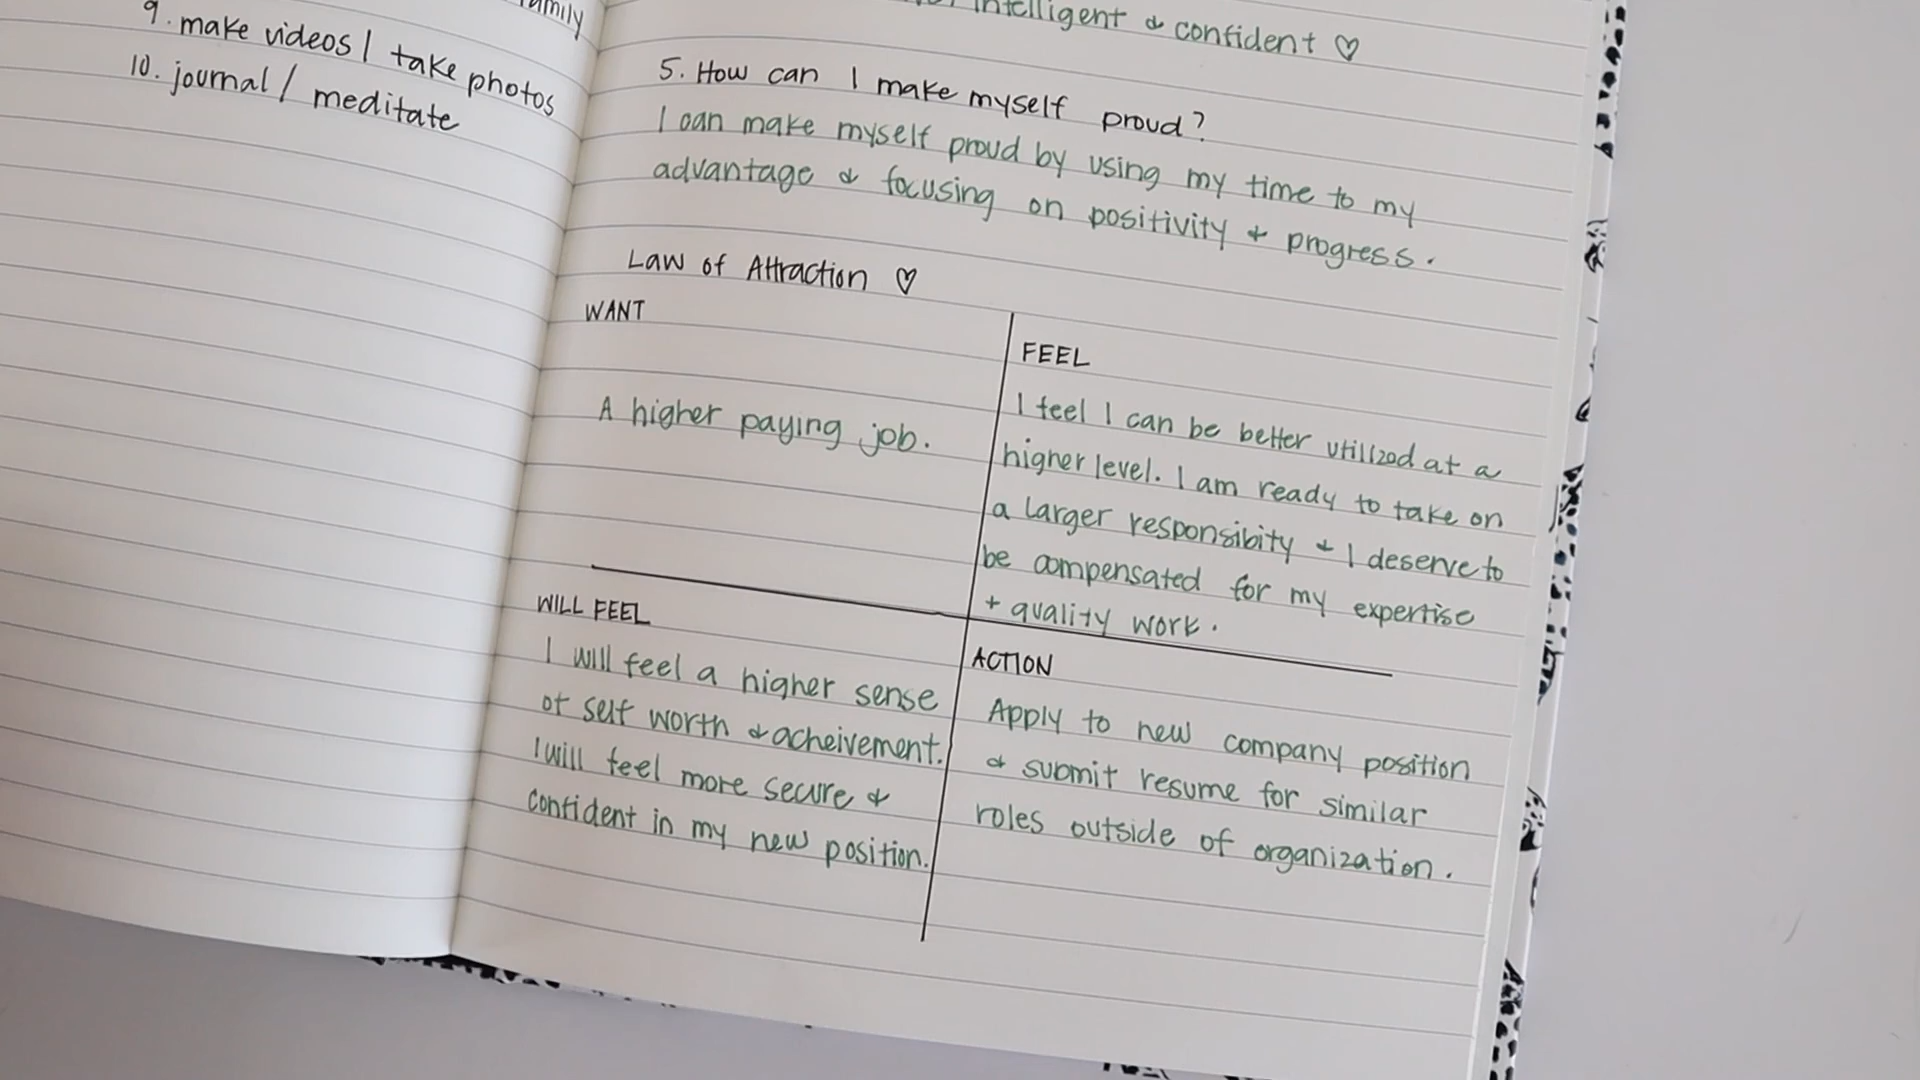 family
9. make videos / take photos
10. journal / meditate
intelligent & confident ♡
5. How can I make myself proud?
I can make myself proud by using my time to my
advantage & focusing on positivity + progress.
Law of Attraction ♡
WANT
A higher paying job.
FEEL
I feel I can be better utilized at a
higher level. I am ready to take on
a larger responsibity + I deserve to
be compensated for my expertise
+ quality work.
WILL FEEL
I will feel a higher sense
of self worth & acheivement.
I will feel more secure &
confident in my new position.
ACTION
Apply to new company position
& submit resume for similar
roles outside of organization.